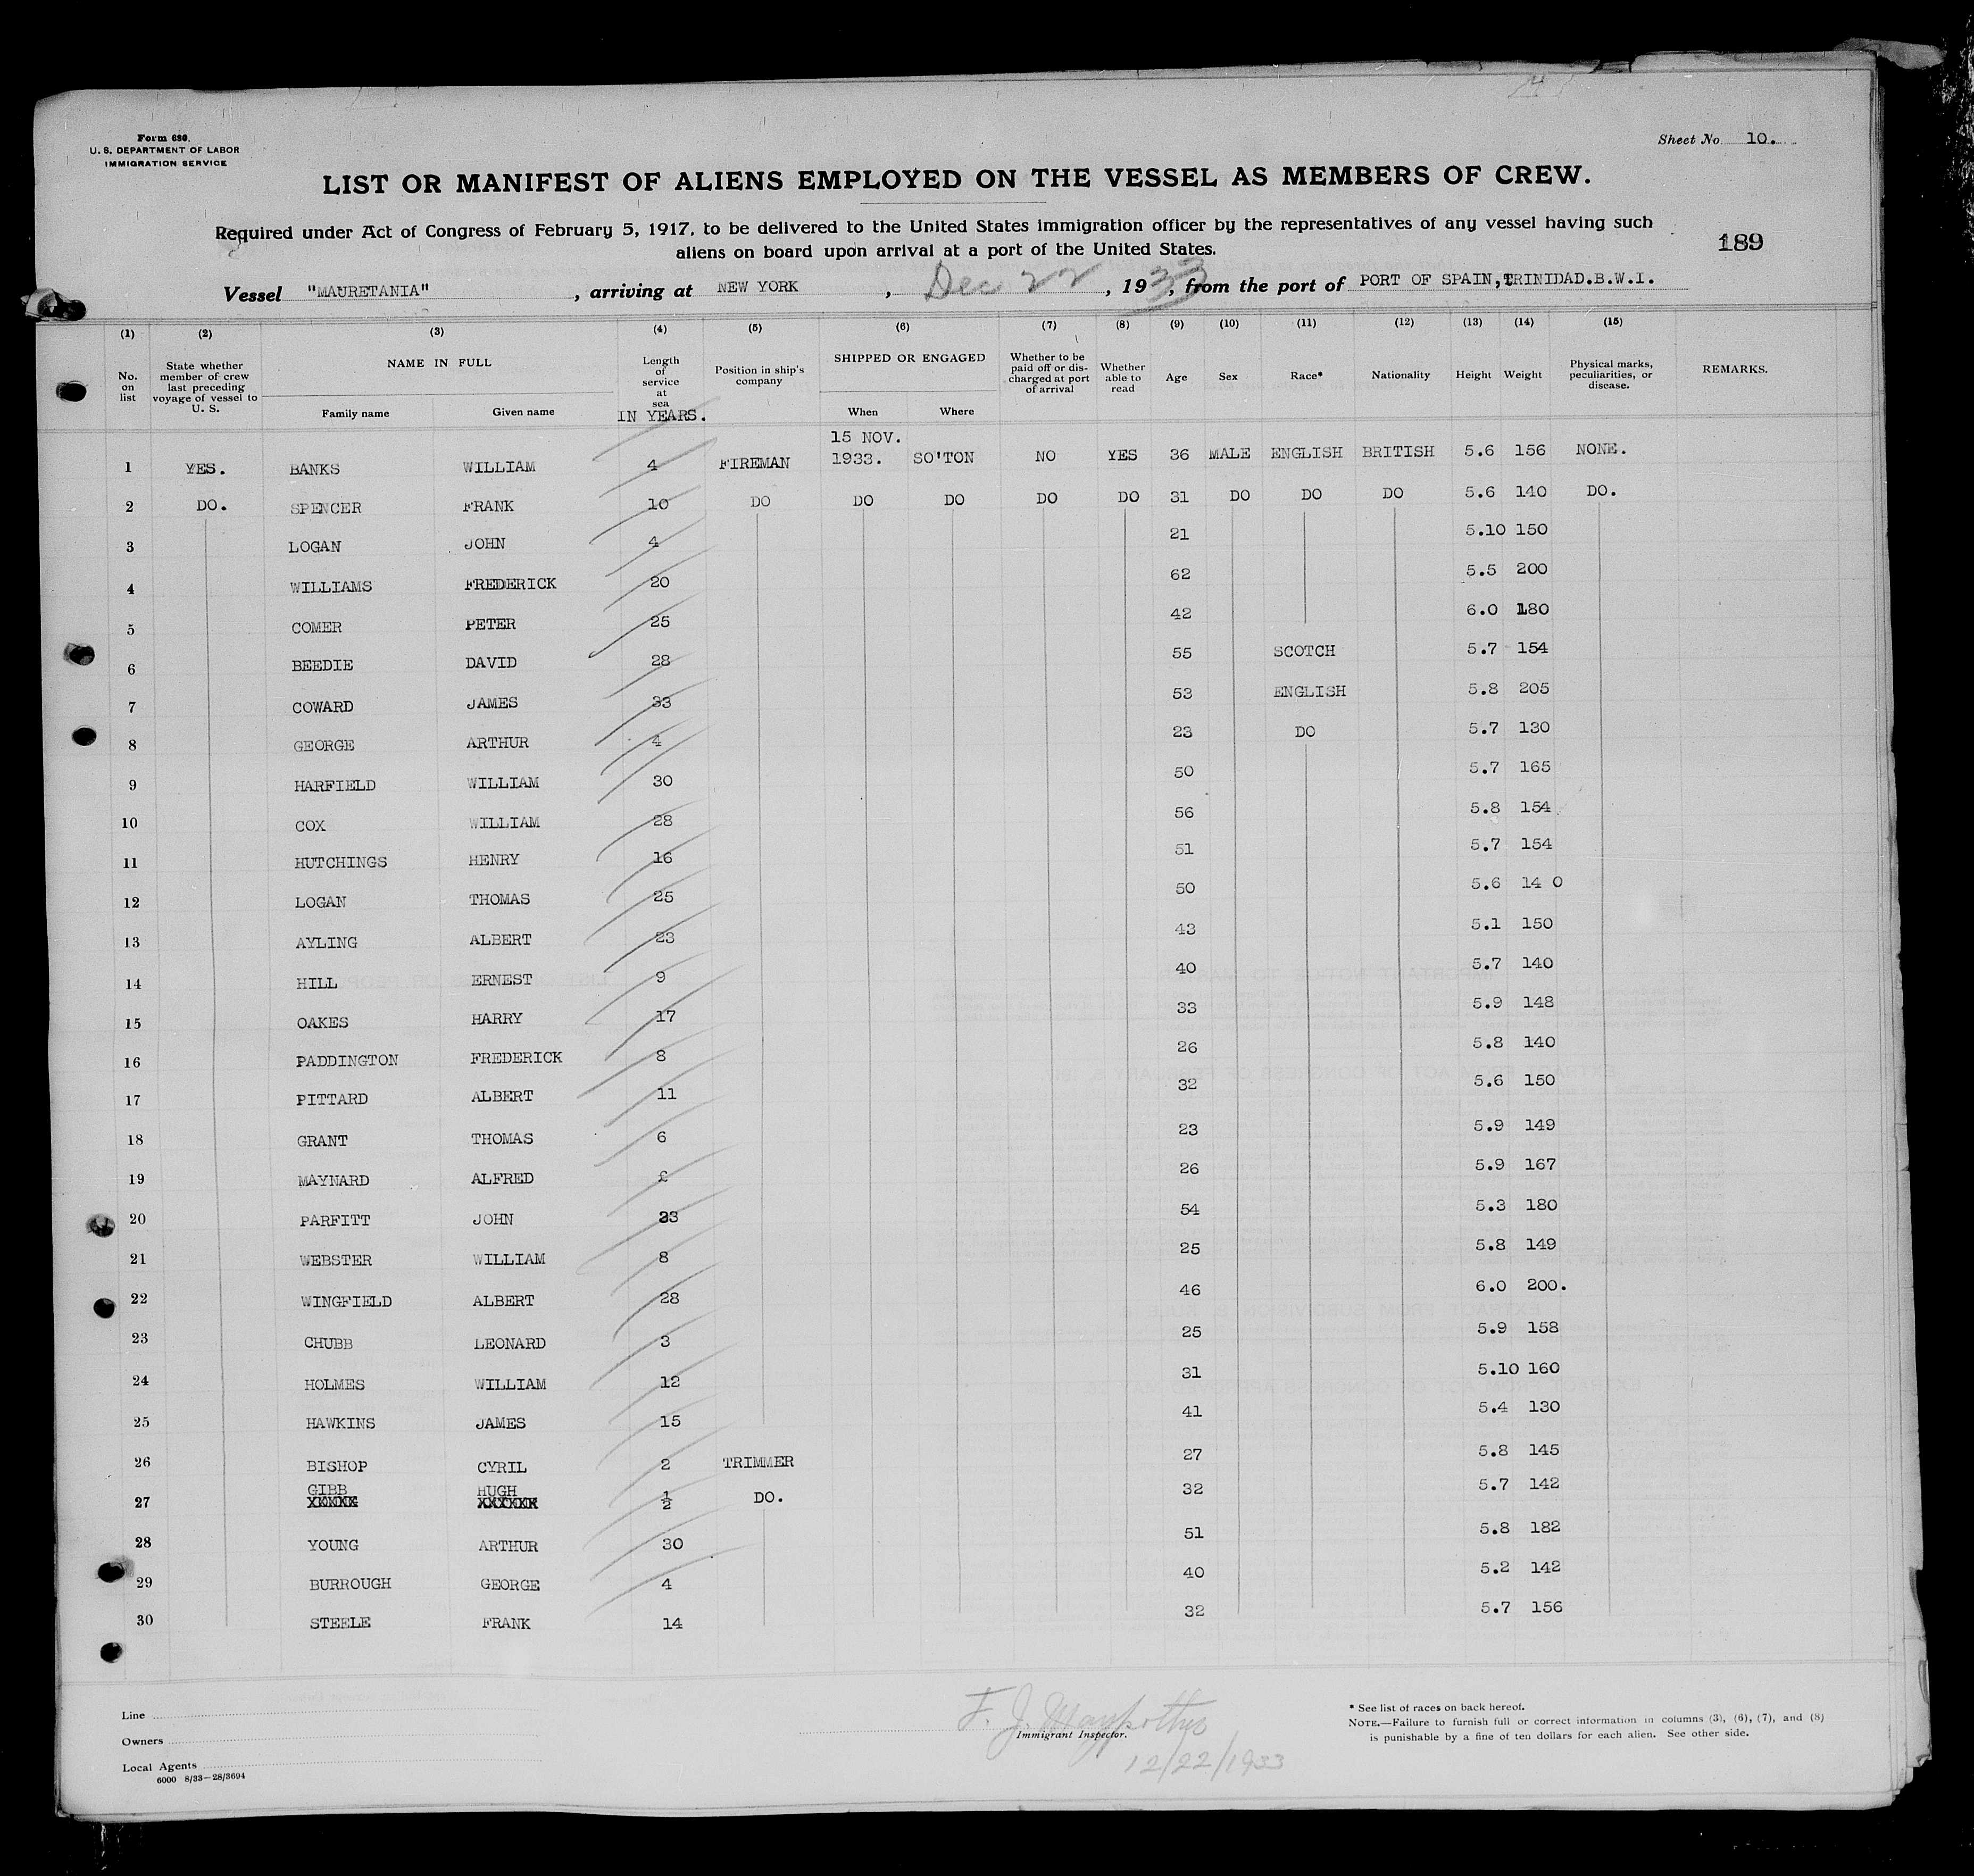 Form 680.
U. S. DEPARTMENT OF LABOR
IMMIGRATION SERVICE
Sheet No 10.
LIST OR MANIFEST OF ALIENS EMPLOYED ON THE VESSEL AS MEMBERS OF CREW.
Required under Act of Congress of February 5, 1917, to be delivered to the United States immigration officer by the representatives of any vessel having such
aliens on board upon arrival at a port of the United States.
189
Vessel "MAURETANIA", arriving at NEW YORK, Dec 22, 1933, from the port of PORT OF SPAIN, TRINIDAD.B.W.I.
(1) (2) (3) (4) (5) (6) (7) (8) (9) (10) (11) (12) (13) (14) (15)
No. on list State whether member of crew last preceding voyage of vessel to U. S. NAME IN FULL Family name Given name Length of service at sea IN YEARS. Position in ship's company SHIPPED OR ENGAGED When Where Whether to be paid off or discharged at port of arrival Whether able to read Age Sex Race* Nationality Height Weight Physical marks, peculiarities, or disease. REMARKS.
1 YES. BANKS WILLIAM 4 FIREMAN 15 NOV. 1933. SO'TON NO YES 36 MALE ENGLISH BRITISH 5.6 156 NONE.
2 DO. SPENCER FRANK 10 DO DO DO DO DO 31 DO DO DO 5.6 140 DO.
3 LOGAN JOHN 4 21 5.10 150
4 WILLIAMS FREDERICK 20 62 5.5 200
5 COMER PETER 25 42 6.0 180
6 BEEDIE DAVID 28 55 SCOTCH 5.7 154
7 COWARD JAMES 33 53 ENGLISH 5.8 205
8 GEORGE ARTHUR 4 23 DO 5.7 130
9 HARFIELD WILLIAM 30 50 5.7 165
10 COX WILLIAM 28 56 5.8 154
11 HUTCHINGS HENRY 16 51 5.7 154
12 LOGAN THOMAS 25 50 5.6 14 0
13 AYLING ALBERT 23 43 5.1 150
14 HILL ERNEST 9 40 5.7 140
15 OAKES HARRY 17 33 5.9 148
16 PADDINGTON FREDERICK 8 26 5.8 140
17 PITTARD ALBERT 11 32 5.6 150
18 GRANT THOMAS 6 23 5.9 149
19 MAYNARD ALFRED 26 5.9 167
20 PARFITT JOHN 33 54 5.3 180
21 WEBSTER WILLIAM 8 25 5.8 149
22 WINGFIELD ALBERT 28 46 6.0 200.
23 CHUBB LEONARD 3 25 5.9 158
24 HOLMES WILLIAM 12 31 5.10 160
25 HAWKINS JAMES 15 41 5.4 130
26 BISHOP CYRIL 2 TRIMMER 27 5.8 145
27 GIBB HUGH 1/2 DO. 32 5.7 142
28 YOUNG ARTHUR 30 51 5.8 182
29 BURROUGH GEORGE 4 40 5.2 142
30 STEELE FRANK 14 32 5.7 156
Line
Owners
Local Agents
6000 8/33—28/3694
F. J.
Immigrant Inspector.
12/22/1933
* See list of races on back hereof.
NOTE.—Failure to furnish full or correct information in columns (3), (6), (7), and (8)
is punishable by a fine of ten dollars for each alien. See other side.